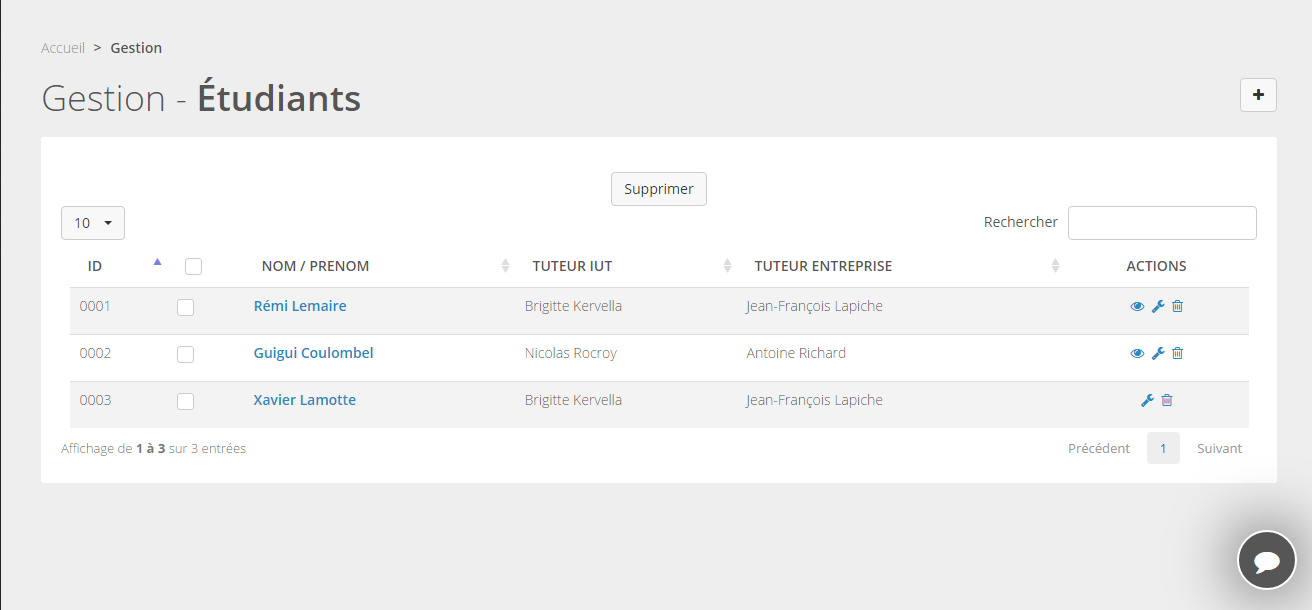 Accueil > Gestion
Gestion - Étudiants
+
Supprimer
10
Rechercher
ID NOM / PRENOM TUTEUR IUT TUTEUR ENTREPRISE ACTIONS
0001 Rémi Lemaire Brigitte Kervella Jean-François Lapiche
0002 Guigui Coulombel Nicolas Rocroy Antoine Richard
0003 Xavier Lamotte Brigitte Kervella Jean-François Lapiche
Affichage de 1 à 3 sur 3 entrées Précédent 1 Suivant